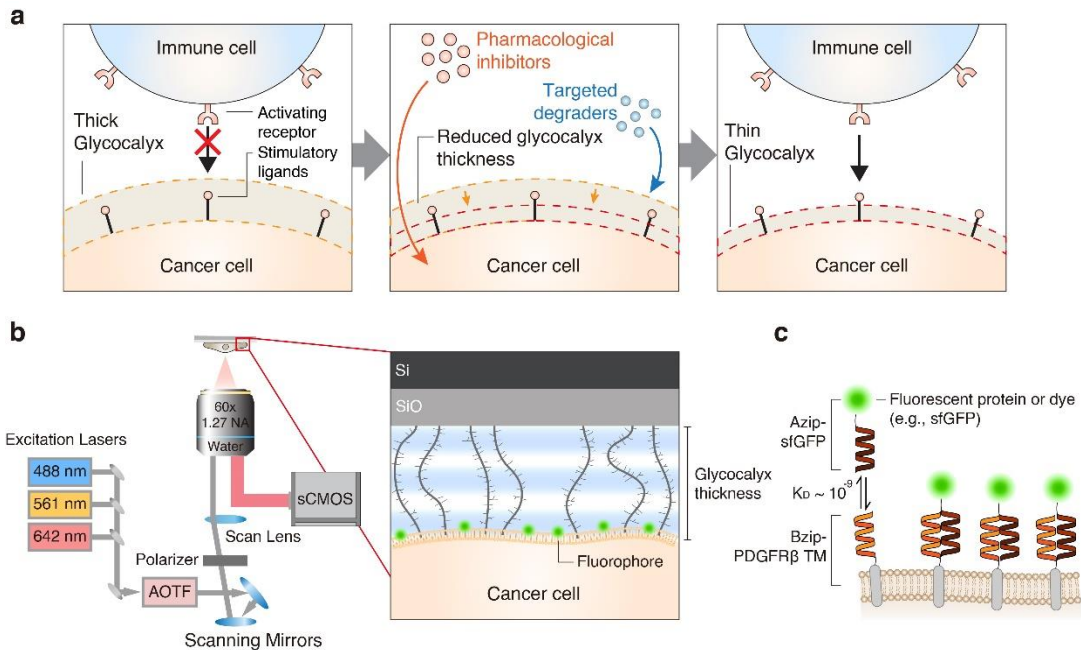 a
Immune cell
Thick
Glycocalyx
Activating
receptor
Stimulatory
ligands
Cancer cell
Pharmacological
inhibitors
Targeted
degraders
Reduced glycocalyx
thickness
Cancer cell
Immune cell
Thin
Glycocalyx
Cancer cell
b
60x
1.27 NA
Water
Excitation Lasers
488 nm
561 nm
642 nm
sCMOS
Scan Lens
Polarizer
AOTF
Scanning Mirrors
Si
SiO
Glycocalyx
thickness
Fluorophore
Cancer cell
c
Fluorescent protein or dye
(e.g., sfGFP)
Azip-
sfGFP
KD ~ 10⁻⁹
Bzip-
PDGFRβ TM